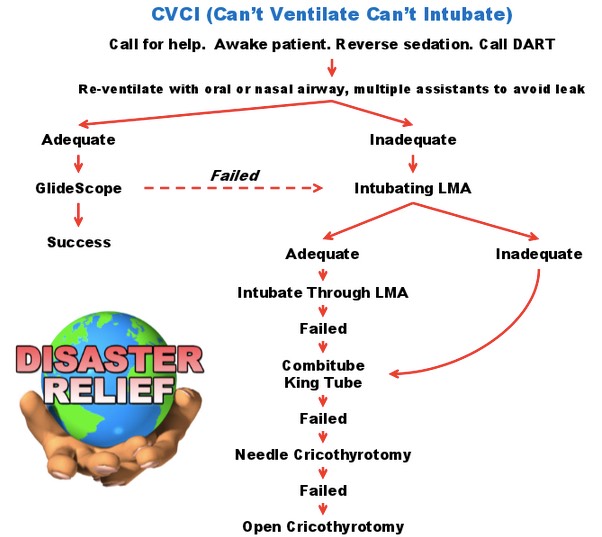 CVCI (Can't Ventilate Can't Intubate)
Call for help. Awake patient. Reverse sedation. Call DART
Re-ventilate with oral or nasal airway, multiple assistants to avoid leak
Adequate
Inadequate
GlideScope
Failed
Intubating LMA
Success
Adequate
Inadequate
Intubate Through LMA
Failed
Combitube
King Tube
Failed
Needle Cricothyrotomy
Failed
Open Cricothyrotomy
DISASTER
RELIEF